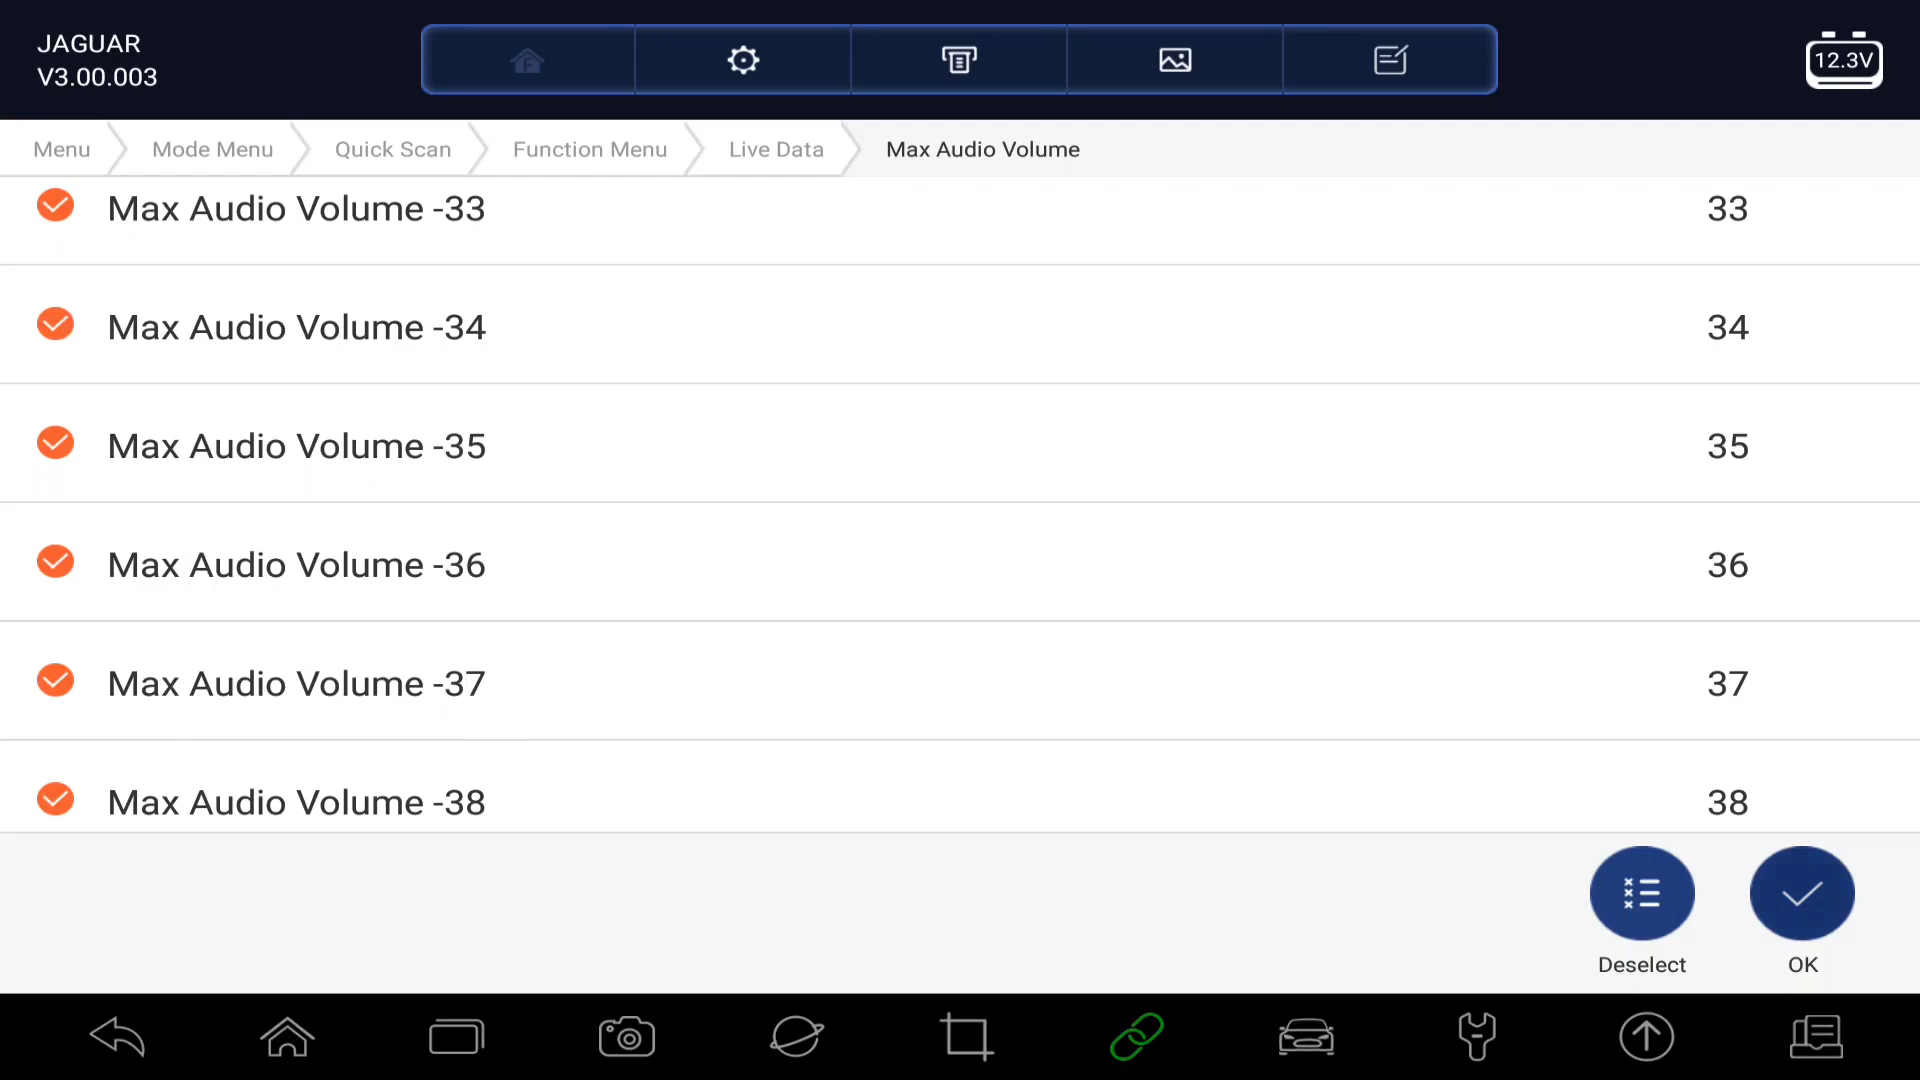 JAGUAR
V3.00.003
12.3V
Menu
Mode Menu
Quick Scan
Function Menu
Live Data
Max Audio Volume
Max Audio Volume -33 33
Max Audio Volume -34 34
Max Audio Volume -35 35
Max Audio Volume -36 36
Max Audio Volume -37 37
Max Audio Volume -38 38
Deselect
OK